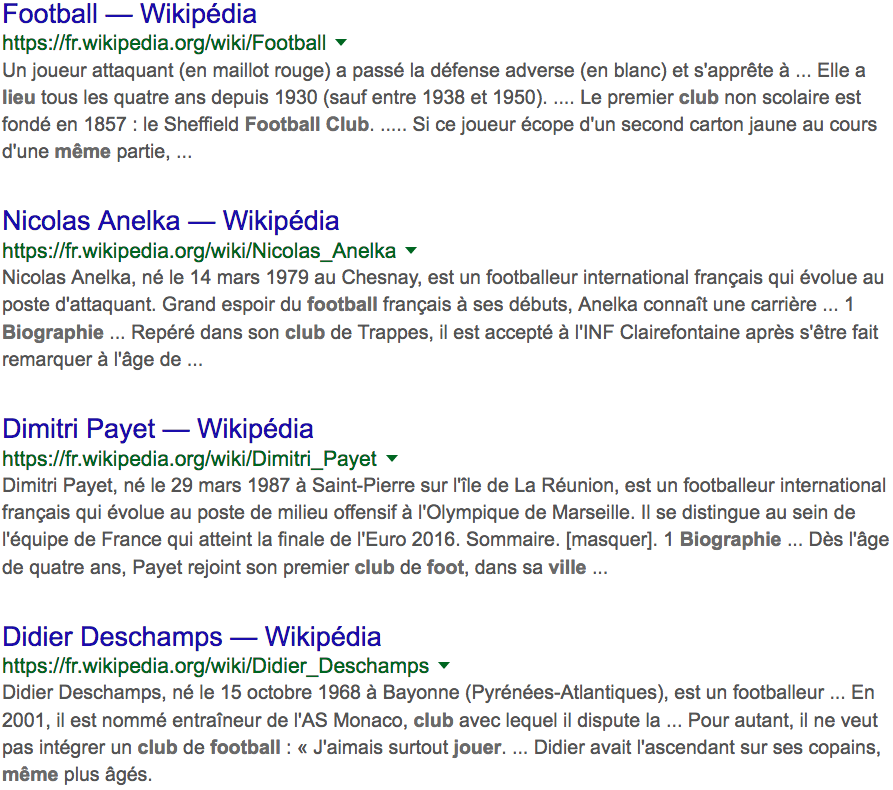 Football — Wikipédia
https://fr.wikipedia.org/wiki/Football
Un joueur attaquant (en maillot rouge) a passé la défense adverse (en blanc) et s'apprête à ... Elle a
lieu tous les quatre ans depuis 1930 (sauf entre 1938 et 1950). .... Le premier club non scolaire est
fondé en 1857 : le Sheffield Football Club. ..... Si ce joueur écope d'un second carton jaune au cours
d'une même partie, ...
Nicolas Anelka — Wikipédia
https://fr.wikipedia.org/wiki/Nicolas_Anelka
Nicolas Anelka, né le 14 mars 1979 au Chesnay, est un footballeur international français qui évolue au
poste d'attaquant. Grand espoir du football français à ses débuts, Anelka connaît une carrière ... 1
Biographie ... Repéré dans son club de Trappes, il est accepté à l'INF Clairefontaine après s'être fait
remarquer à l'âge de ...
Dimitri Payet — Wikipédia
https://fr.wikipedia.org/wiki/Dimitri_Payet
Dimitri Payet, né le 29 mars 1987 à Saint-Pierre sur l'île de La Réunion, est un footballeur international
français qui évolue au poste de milieu offensif à l'Olympique de Marseille. Il se distingue au sein de
l'équipe de France qui atteint la finale de l'Euro 2016. Sommaire. [masquer]. 1 Biographie ... Dès l'âge
de quatre ans, Payet rejoint son premier club de foot, dans sa ville ...
Didier Deschamps — Wikipédia
https://fr.wikipedia.org/wiki/Didier_Deschamps
Didier Deschamps, né le 15 octobre 1968 à Bayonne (Pyrénées-Atlantiques), est un footballeur ... En
2001, il est nommé entraîneur de l'AS Monaco, club avec lequel il dispute la ... Pour autant, il ne veut
pas intégrer un club de football : « J'aimais surtout jouer. ... Didier avait l'ascendant sur ses copains,
même plus âgés.